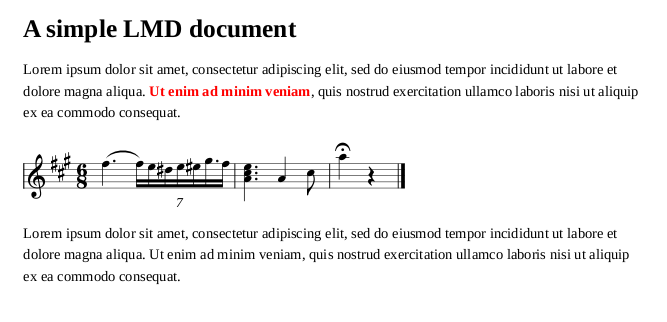 A simple LMD document
Lorem ipsum dolor sit amet, consectetur adipiscing elit, sed do eiusmod tempor incididunt ut labore et
dolore magna aliqua. Ut enim ad minim veniam, quis nostrud exercitation ullamco laboris nisi ut aliquip
ex ea commodo consequat.
6
8
7
Lorem ipsum dolor sit amet, consectetur adipiscing elit, sed do eiusmod tempor incididunt ut labore et
dolore magna aliqua. Ut enim ad minim veniam, quis nostrud exercitation ullamco laboris nisi ut aliquip
ex ea commodo consequat.